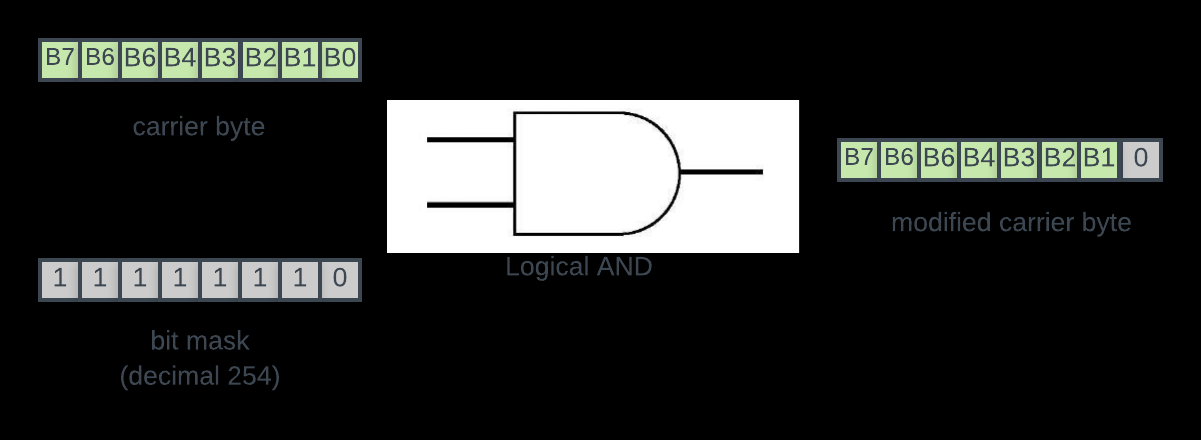 B7 B6 B6 B4 B3 B2 B1 B0
carrier byte
Logical AND
1 1 1 1 1 1 1 0
bit mask
(decimal 254)
B7 B6 B6 B4 B3 B2 B1 0
modified carrier byte